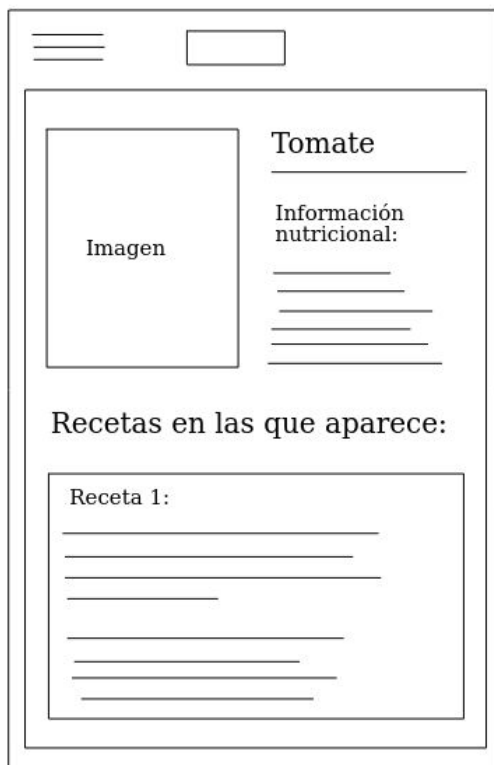 Tomate
Información
nutricional:
Imagen
Recetas en las que aparece:
Receta 1: